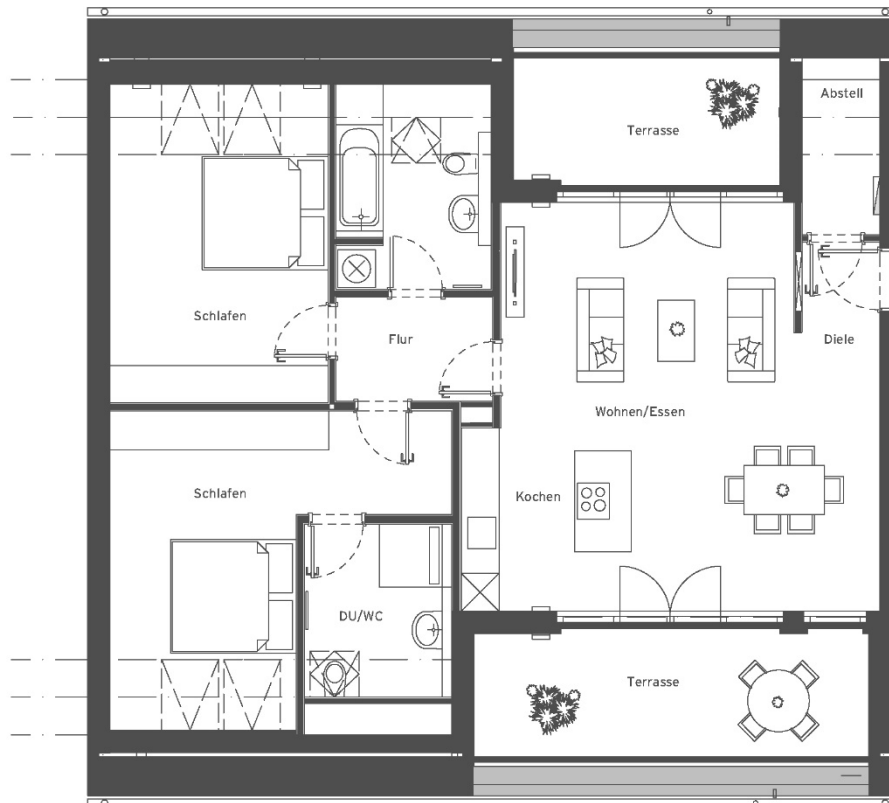 Abstell
Terrasse
Schlafen
Flur
Diele
Wohnen/Essen
Schlafen
Kochen
DU/WC
Terrasse